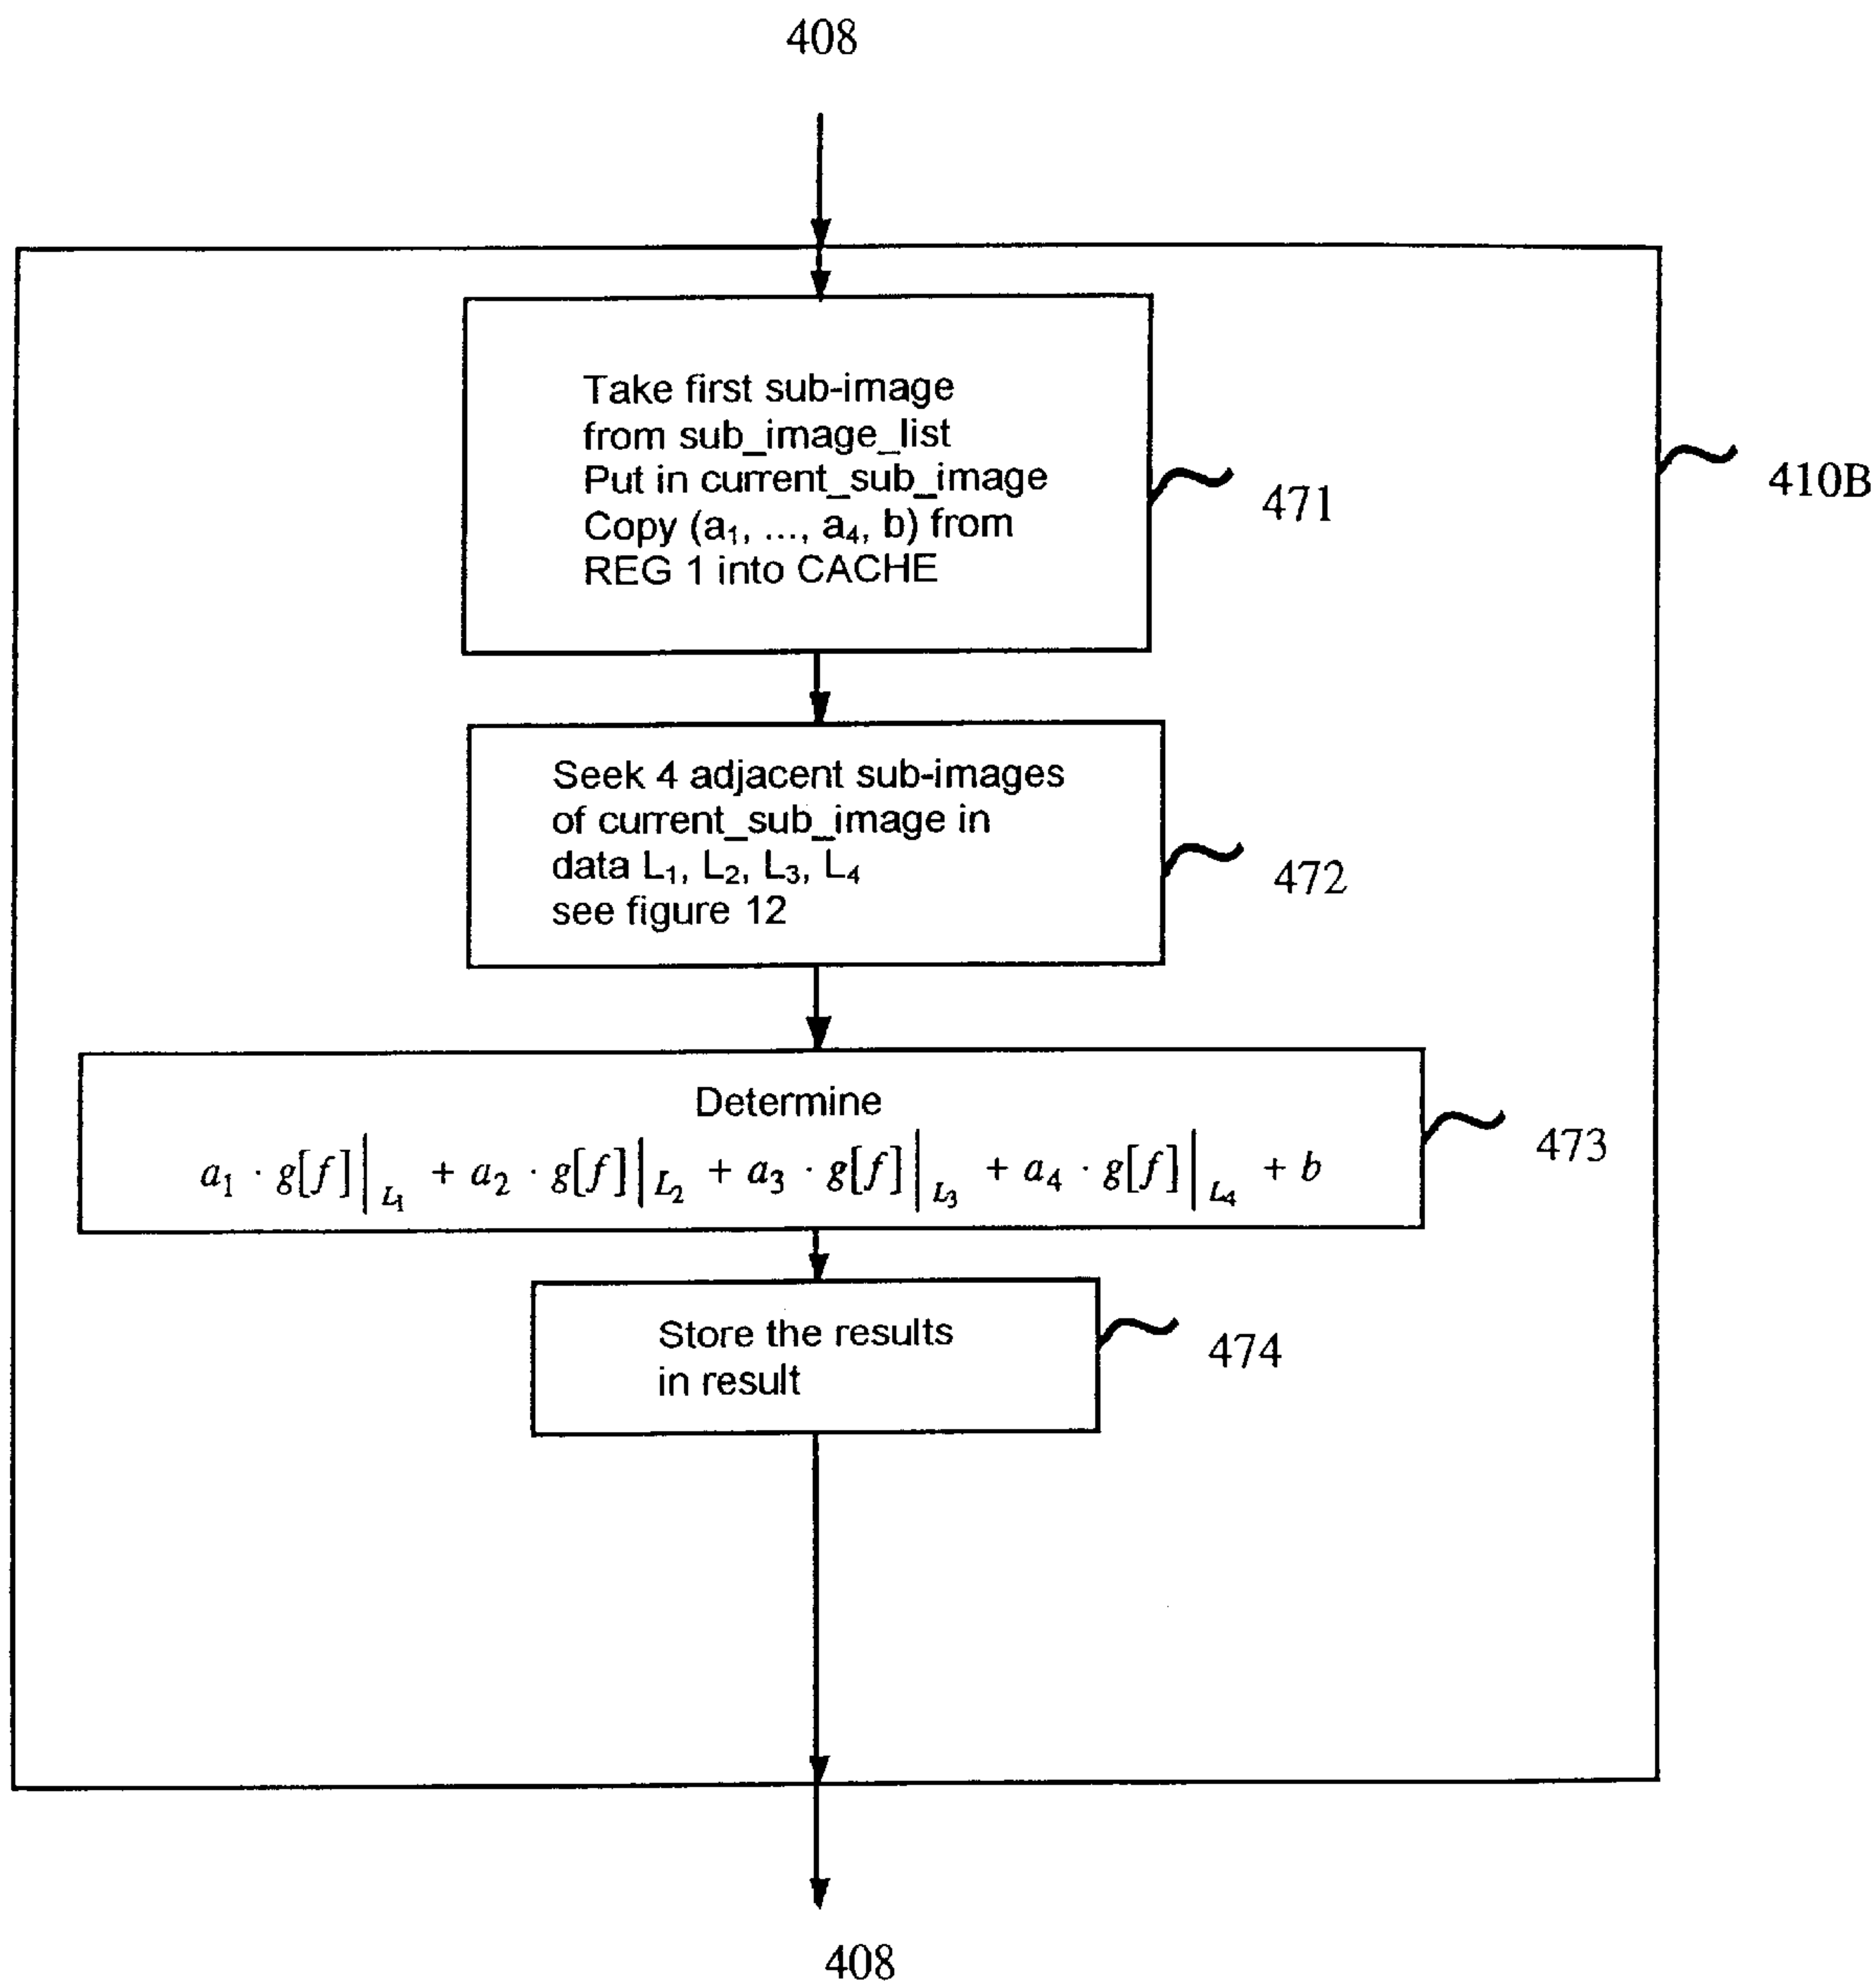 408
Take first sub-image
from sub_image_list
Put in current_sub_image
Copy (a₁, ..., a₄, b) from
REG 1 into CACHE
471
410B
Seek 4 adjacent sub-images
of current_sub_image in
data L₁, L₂, L₃, L₄
see figure 12
472
Determine
a₁ · g[f]|L₁ + a₂ · g[f]|L₂ + a₃ · g[f]|L₃ + a₄ · g[f]|L₄ + b
473
Store the results
in result
474
408